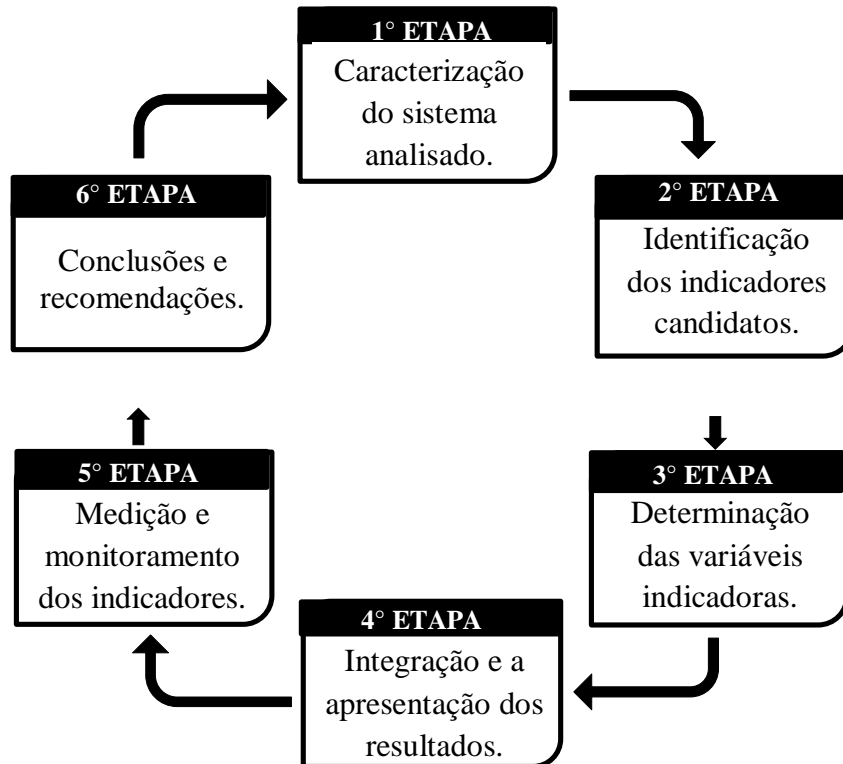 1° ETAPA
Caracterização
do sistema
analisado.
2° ETAPA
Identificação
dos indicadores
candidatos.
3° ETAPA
Determinação
das variáveis
indicadoras.
4° ETAPA
Integração e a
apresentação dos
resultados.
5° ETAPA
Medição e
monitoramento
dos indicadores.
6° ETAPA
Conclusões e
recomendações.